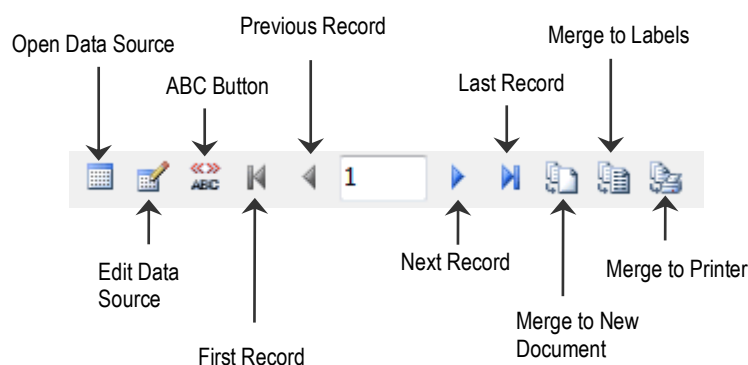 Previous Record
Merge to Labels
Open Data Source
ABC Button
Last Record
«»
ABC
1
Edit Data
Source
Next Record
Merge to Printer
Merge to New
Document
First Record